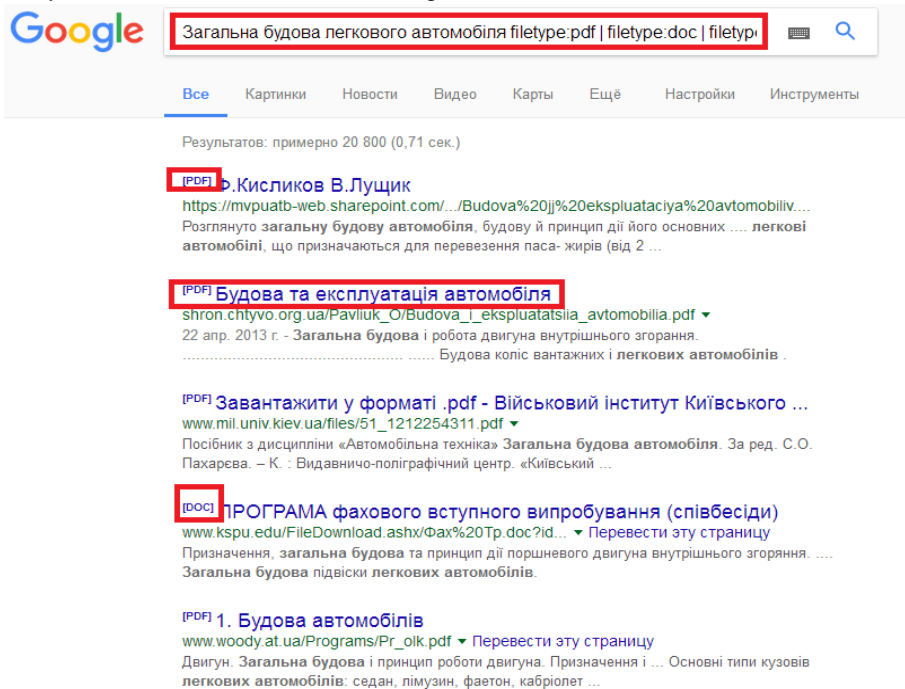 Google
Загальна будова легкового автомобіля filetype:pdf | filetype:doc | filetype
Все Картинки Новости Видео Карты Ещё Настройки Инструменты
Результатов: примерно 20 800 (0,71 сек.)
[PDF] Ф.Кисликов В.Лущик
https://mvpuatb-web.sharepoint.com/.../Budova%20jj%20ekspluataciya%20avtomobiliv....
Розглянуто загальну будову автомобіля, будову й принцип дії його основних .... легкові
автомобілі, що призначаються для перевезення паса- жирів (від 2 ...
[PDF] Будова та експлуатація автомобіля
shron.chtyvo.org.ua/Pavliuk_O/Budova_i_ekspluatatsiia_avtomobilia.pdf
22 апр. 2013 г. - Загальна будова і робота двигуна внутрішнього згорання.
................................................ ...... Будова коліс вантажних і легкових автомобілів .
[PDF] Завантажити у форматі .pdf - Військовий інститут Київського ...
www.mil.univ.kiev.ua/files/51_1212254311.pdf
Посібник з дисципліни «Автомобільна техніка» Загальна будова автомобіля. За ред. С.О.
Пахарєва. – К. : Видавничо-поліграфічний центр. «Київський ...
[DOC] ПРОГРАМА фахового вступного випробування (співбесіди)
www.kspu.edu/FileDownload.ashx/Фах%20Тр.doc?id... Перевести эту страницу
Призначення, загальна будова та принцип дії поршневого двигуна внутрішнього згоряння. ....
Загальна будова підвіски легкових автомобілів.
[PDF] 1. Будова автомобілів
www.woody.at.ua/Programs/Pr_olk.pdf Перевести эту страницу
Двигун. Загальна будова і принцип роботи двигуна. Призначення і ... Основні типи кузовів
легкових автомобілів: седан, лімузин, фаетон, кабріолет ...